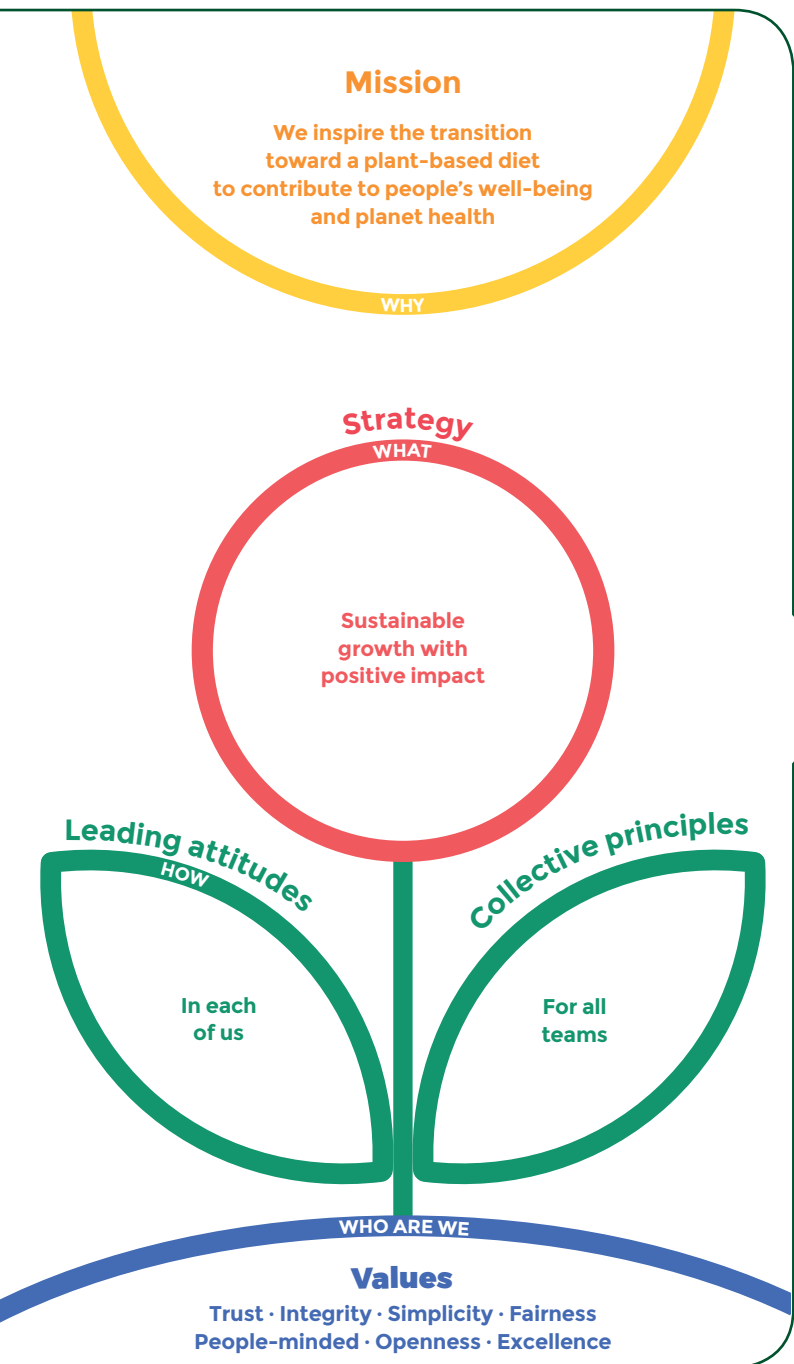 Mission
We inspire the transition
toward a plant-based diet
to contribute to people’s well-being
and planet health
WHY
Strategy
WHAT
Sustainable
growth with
positive impact
Leading attitudes
HOW
In each
of us
Collective principles
For all
teams
WHO ARE WE
Values
Trust · Integrity · Simplicity · Fairness
People-minded · Openness · Excellence